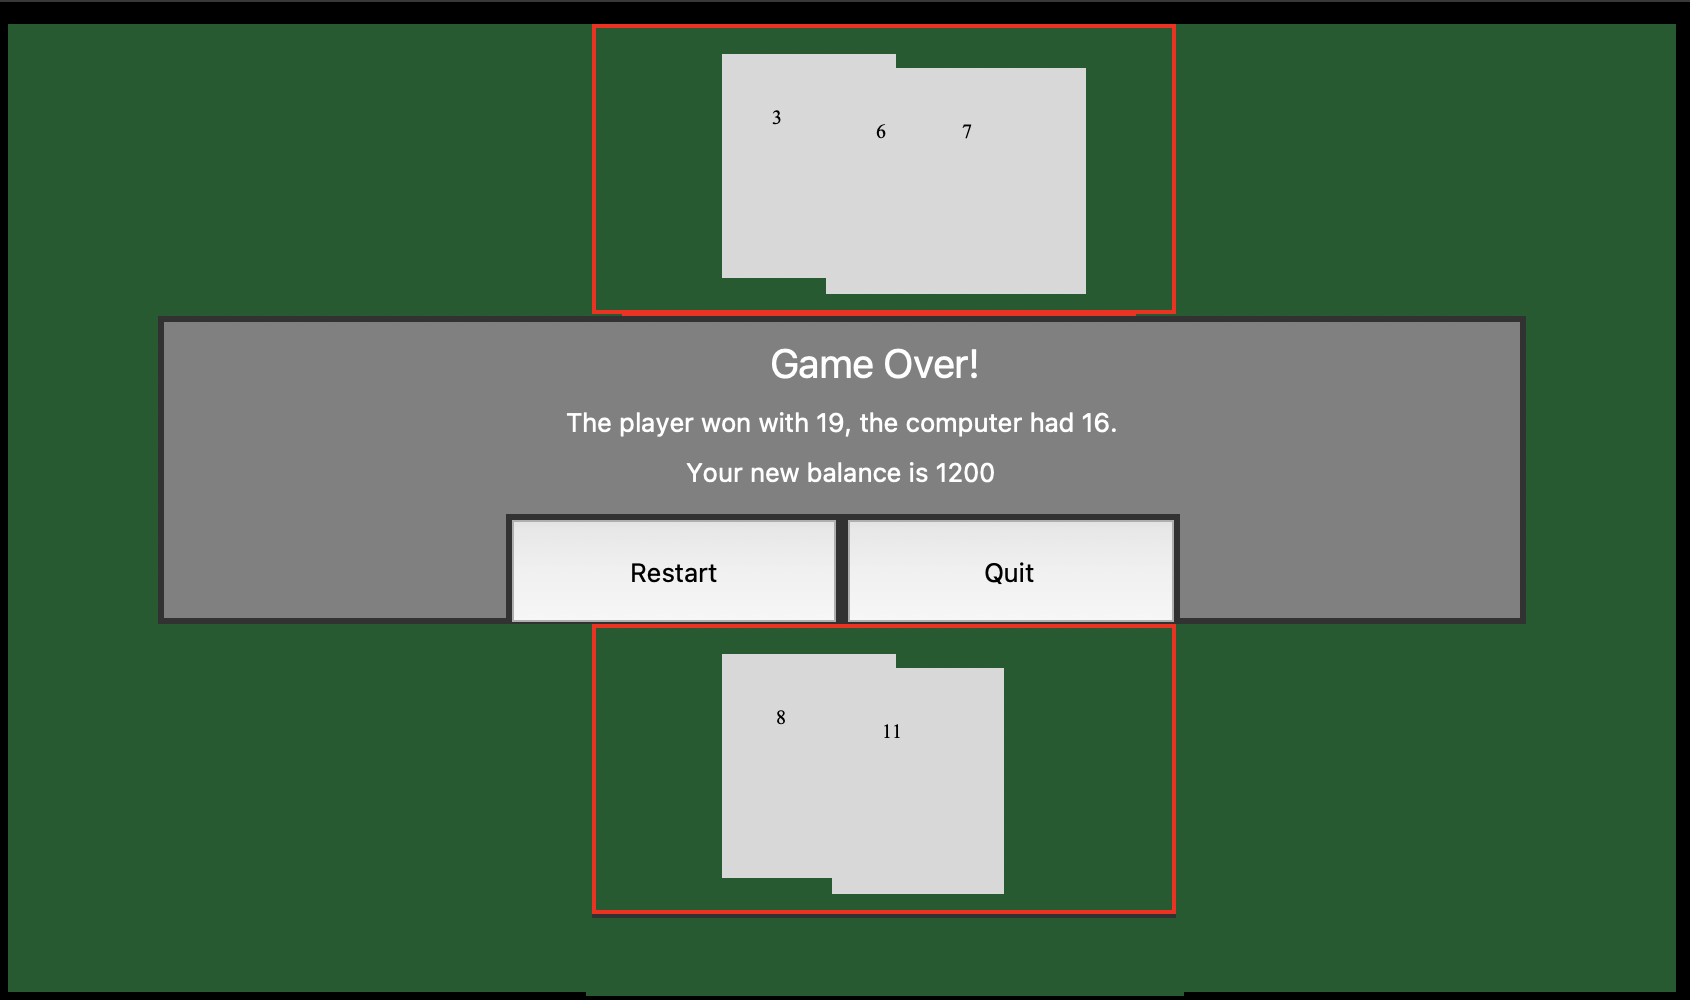 3
6 7
Game Over!
The player won with 19, the computer had 16.
Your new balance is 1200
Restart Quit
8
11